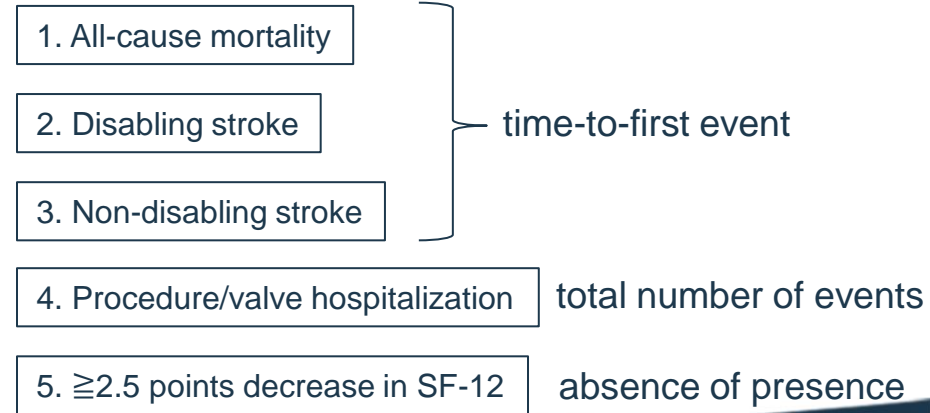 1. All-cause mortality
2. Disabling stroke
time-to-first event
3. Non-disabling stroke
4. Procedure/valve hospitalization
total number of events
5. ≧2.5 points decrease in SF-12
absence of presence